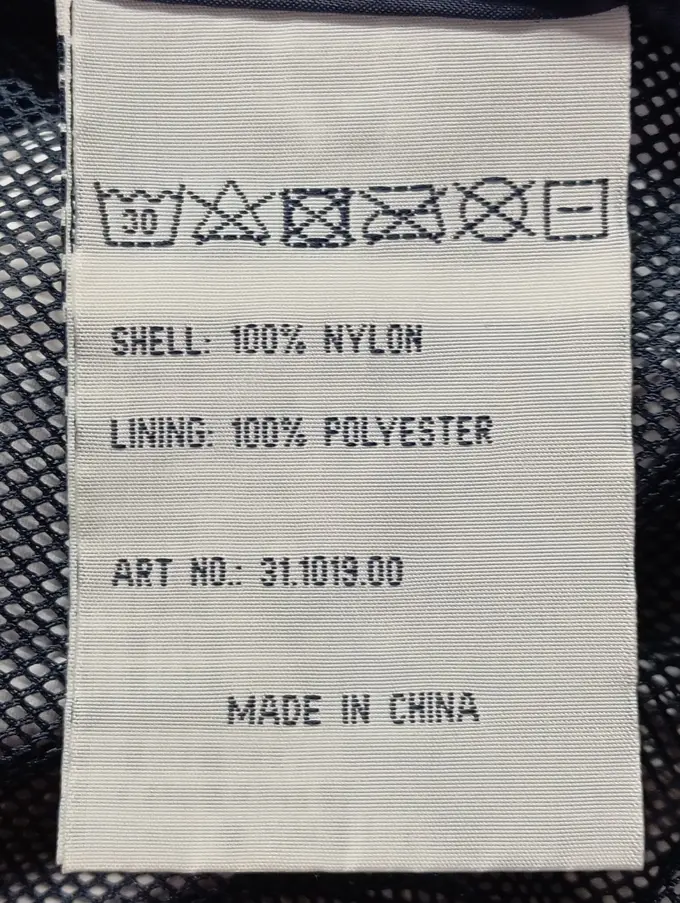 30
SHELL: 100% NYLON
LINING: 100% POLYESTER
ART NO.: 31.1019.00
MADE IN CHINA